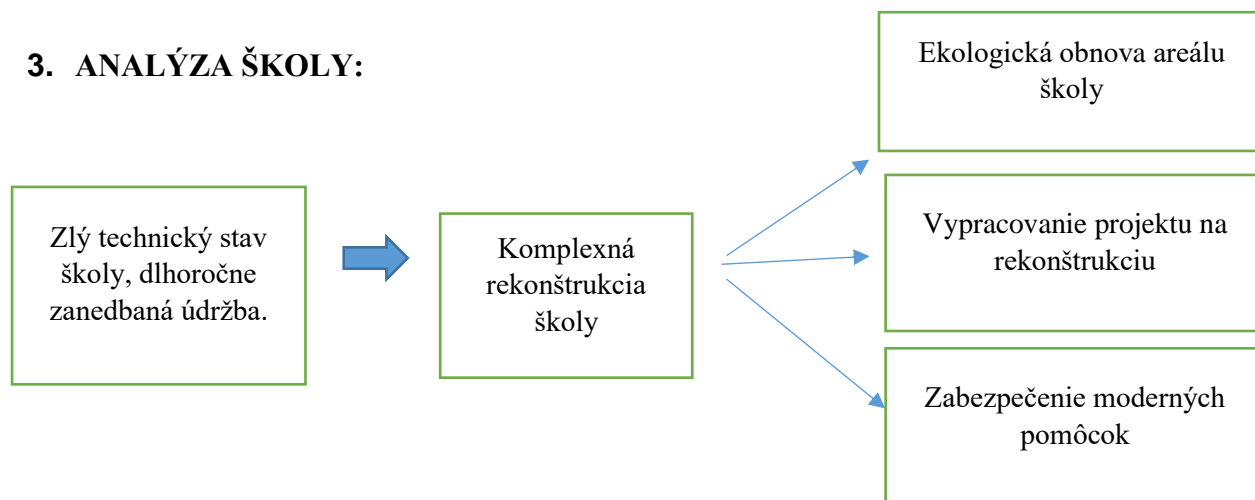 3. ANALÝZA ŠKOLY:
Zlý technický stav
školy, dlhoročne
zanedbaná údržba.
Komplexná
rekonštrukcia
školy
Ekologická obnova areálu
školy
Vypracovanie projektu na
rekonštrukciu
Zabezpečenie moderných
pomôcok